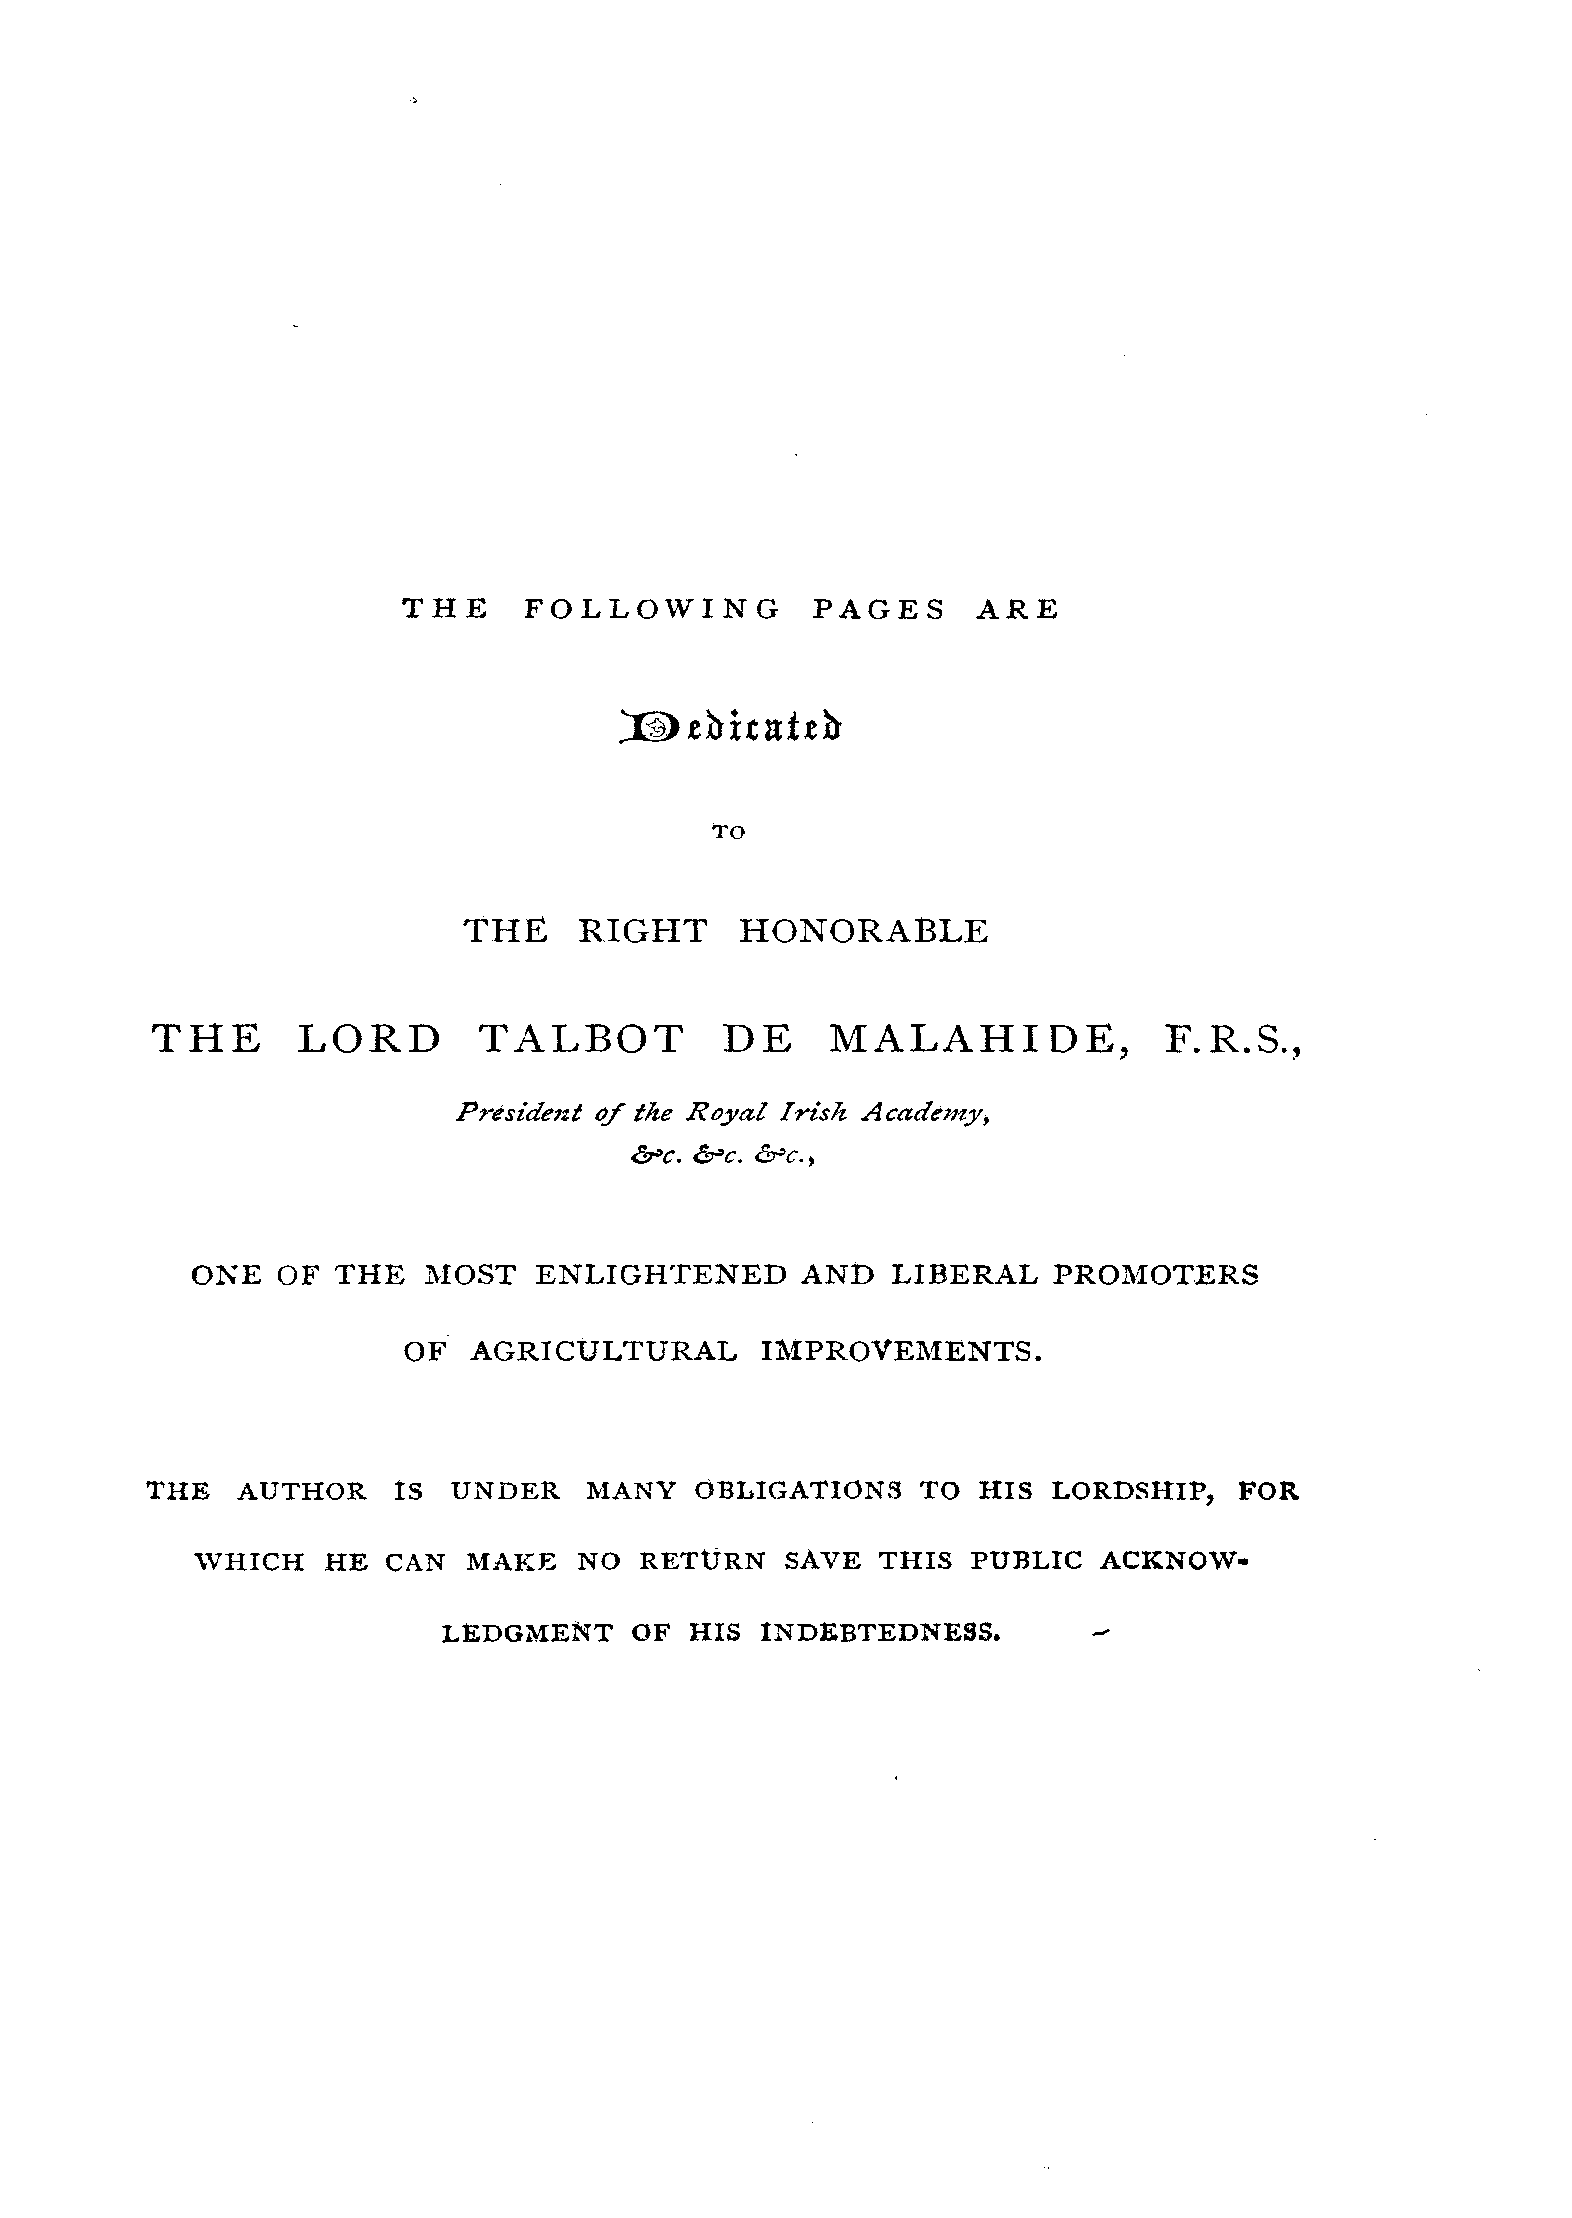 THE FOLLOWING PAGES ARE
Dedicated
TO
THE RIGHT HONORABLE
THE LORD TALBOT DE MALAHIDE, F.R.S.,
President of the Royal Irish Academy,
&c. &c. &c.,
ONE OF THE MOST ENLIGHTENED AND LIBERAL PROMOTERS
OF AGRICULTURAL IMPROVEMENTS.
THE AUTHOR IS UNDER MANY OBLIGATIONS TO HIS LORDSHIP, FOR
WHICH HE CAN MAKE NO RETURN SAVE THIS PUBLIC ACKNOW-
LEDGMENT OF HIS INDEBTEDNESS.